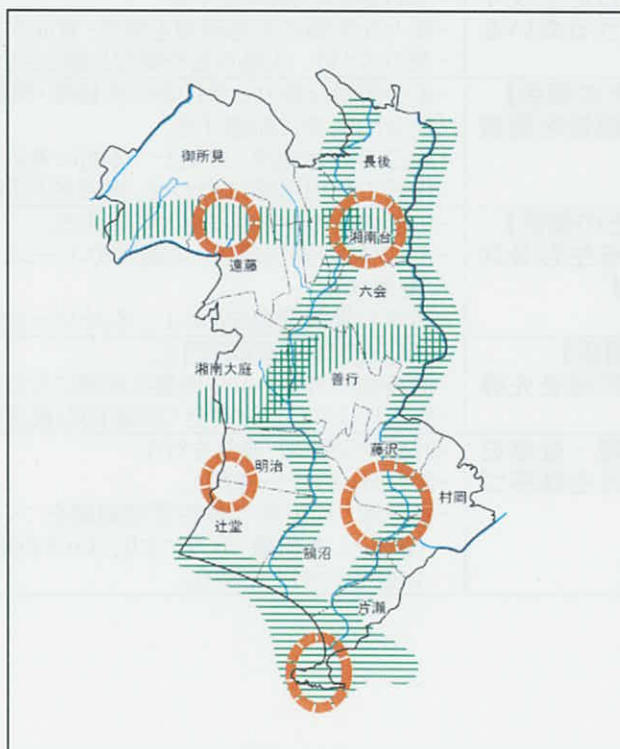 御所見
長後
湘南台
遠藤
六会
湘南大庭
善行
藤沢
明治
村岡
辻堂
鵠沼
片瀬